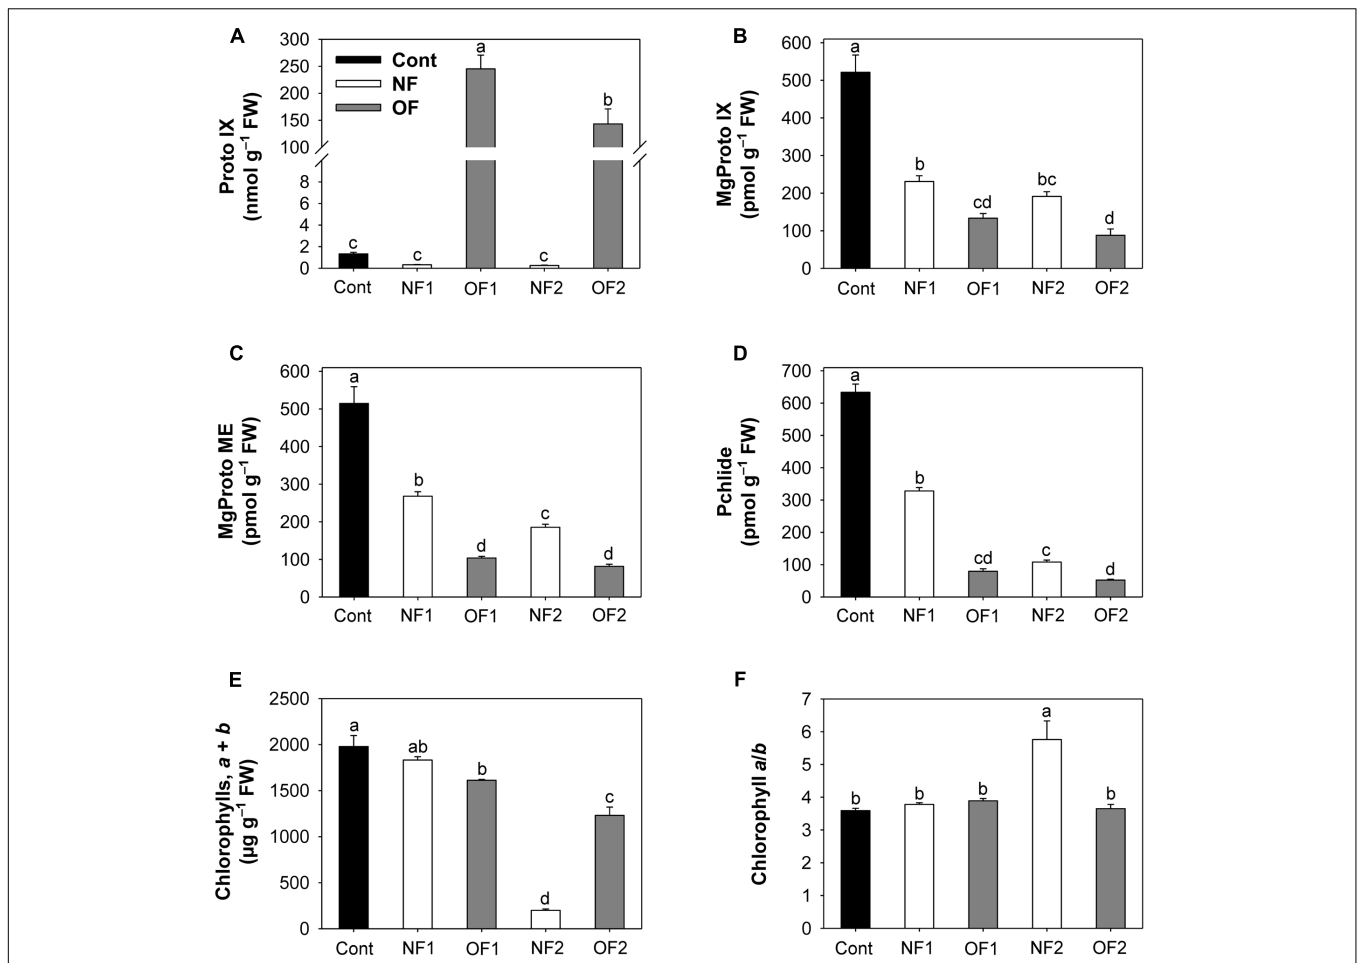 A
300
250
200
150
100
8
6
4
2
0
Proto IX
(nmol g⁻¹ FW)
Cont
NF
OF
c
c
a
c
b
Cont NF1 OF1 NF2 OF2
B
600
500
400
300
200
100
0
MgProto IX
(pmol g⁻¹ FW)
a
b
cd
bc
d
Cont NF1 OF1 NF2 OF2
C
600
500
400
300
200
100
0
MgProto ME
(pmol g⁻¹ FW)
a
b
d
c
d
Cont NF1 OF1 NF2 OF2
D
700
600
500
400
300
200
100
0
Pchlide
(pmol g⁻¹ FW)
a
b
cd
c
d
Cont NF1 OF1 NF2 OF2
E
2500
2000
1500
1000
500
0
Chlorophylls, a + b
(µg g⁻¹ FW)
a
ab
b
d
c
Cont NF1 OF1 NF2 OF2
F
7
6
5
4
3
2
1
0
Chlorophyll a/b
b
b
b
a
b
Cont NF1 OF1 NF2 OF2